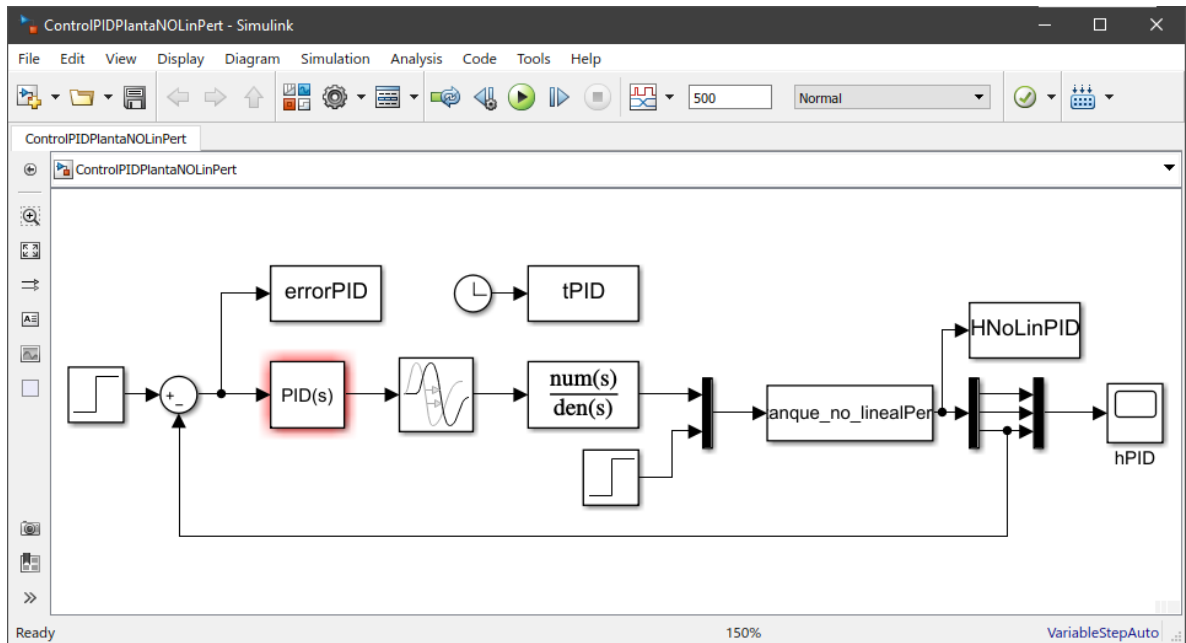 ControlPIDPlantaNOLinPert - Simulink
File Edit View Display Diagram Simulation Analysis Code Tools Help
500 Normal
ControlPIDPlantaNOLinPert
ControlPIDPlantaNOLinPert
errorPID
tPID
HNoLinPID
PID(s)
num(s)
den(s)
anque_no_linealPer
hPID
Ready 150% VariableStepAuto